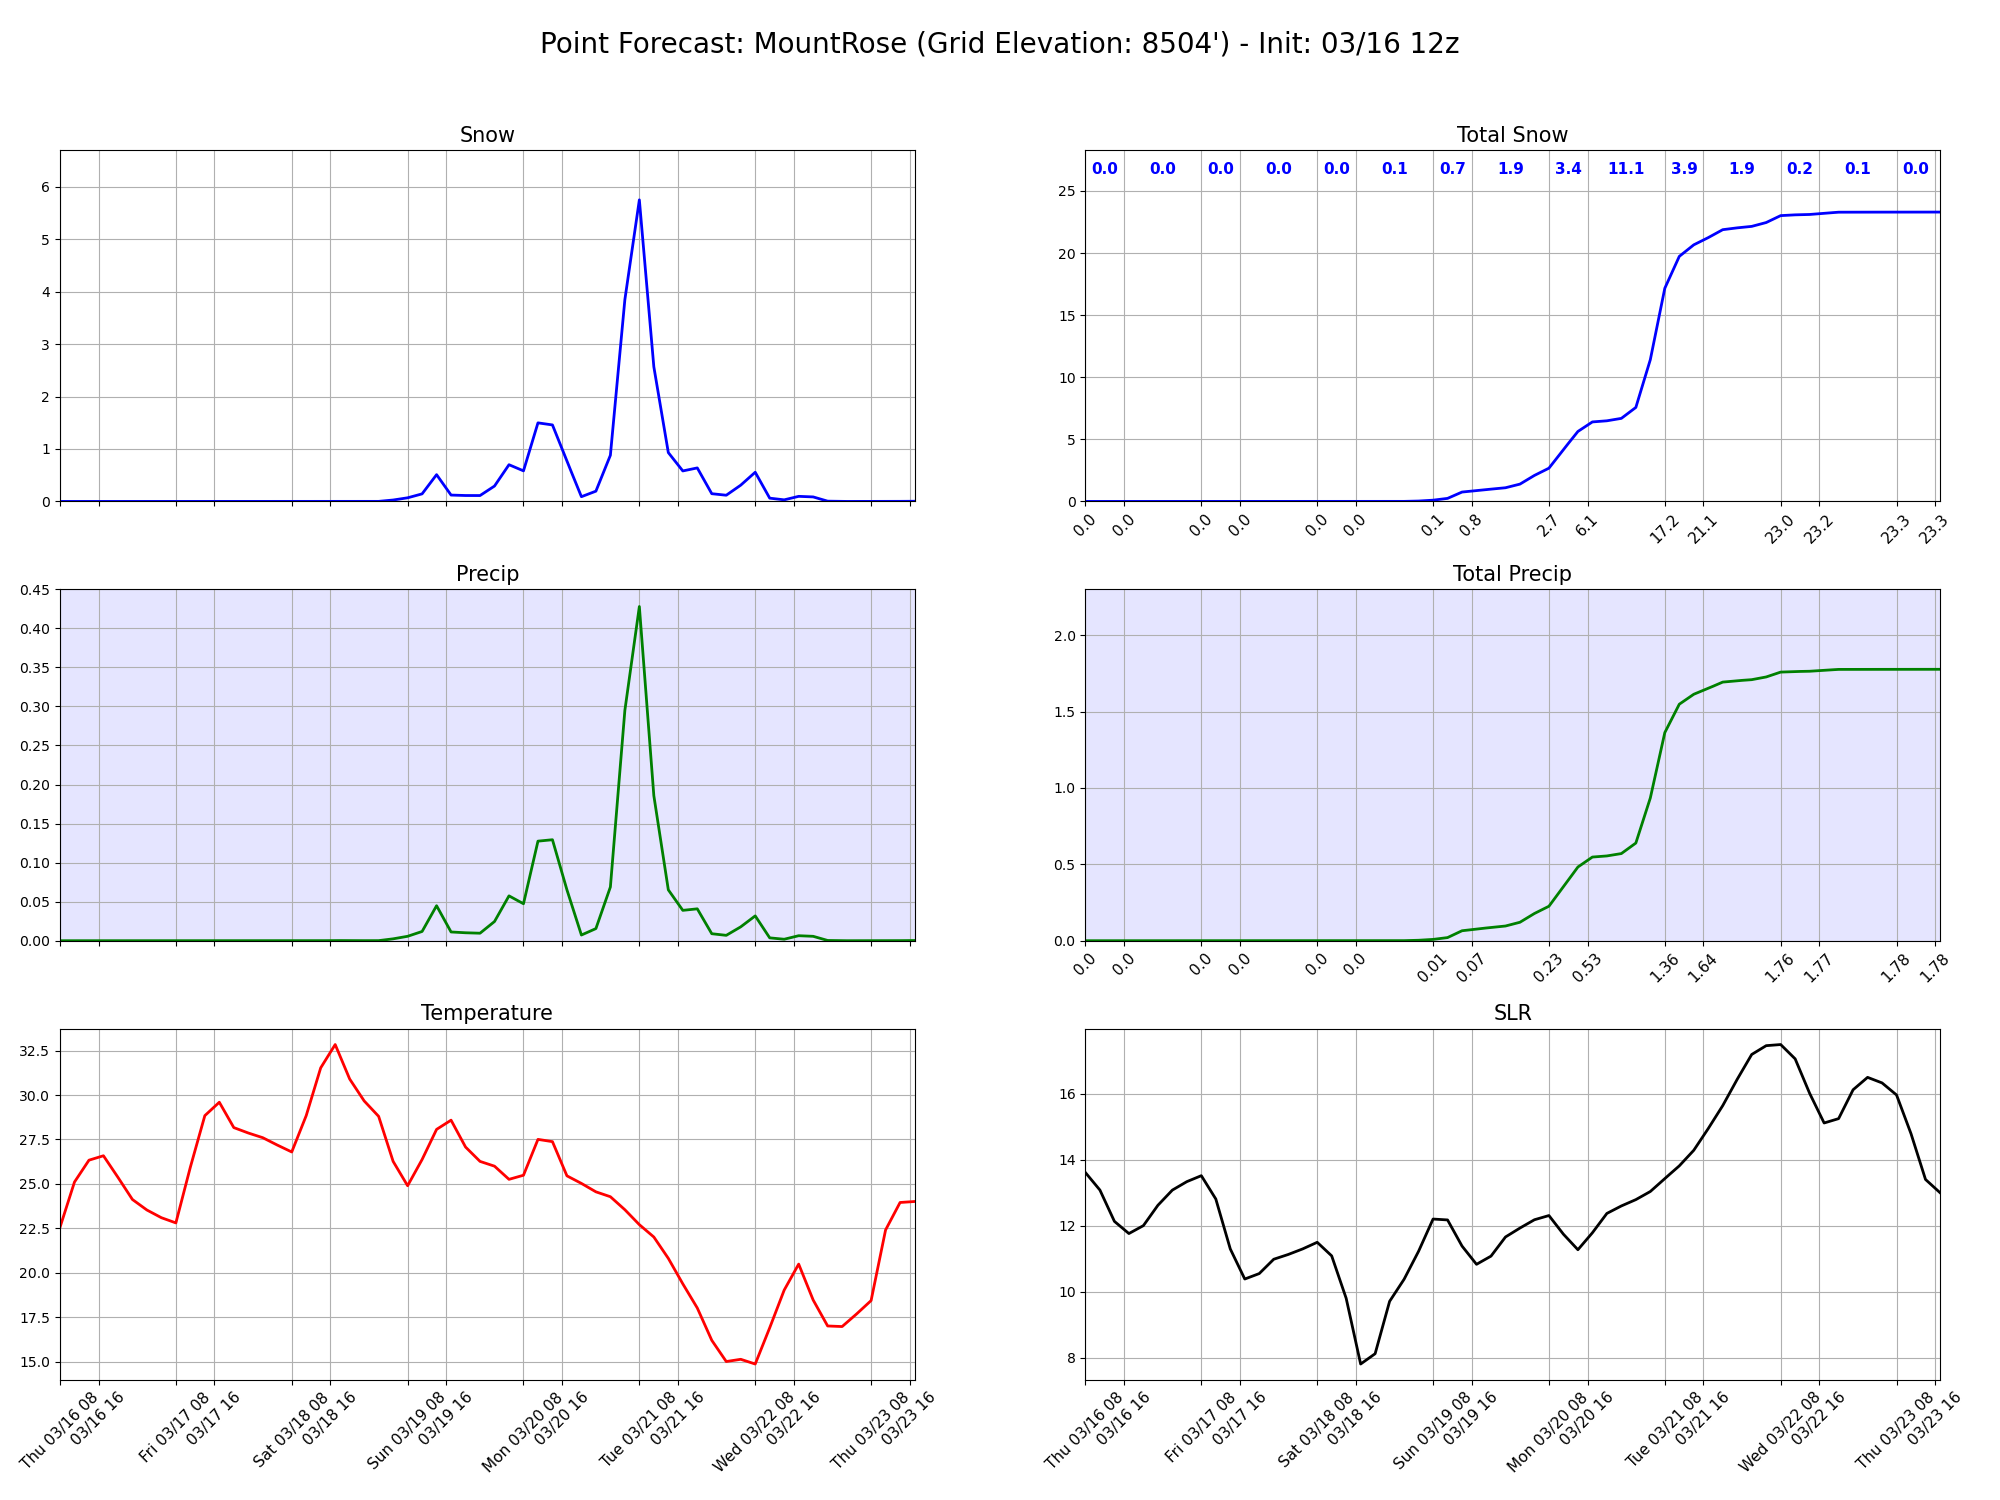 Point Forecast: MountRose (Grid Elevation: 8504') - Init: 03/16 12z
Snow
6
5
4
3
2
1
0
Total Snow
0.0 0.0 0.0 0.0 0.0 0.1 0.7 1.9 3.4 11.1 3.9 1.9 0.2 0.1 0.0
25
20
15
10
5
0
0.0 0.0 0.0 0.0 0.0 0.0 0.1 0.8 2.7 6.1 17.2 21.1 23.0 23.2 23.3 23.3
Precip
0.45
0.40
0.35
0.30
0.25
0.20
0.15
0.10
0.05
0.00
Total Precip
2.0
1.5
1.0
0.5
0.0
0.0 0.0 0.0 0.0 0.0 0.0 0.01 0.07 0.23 0.53 1.36 1.64 1.76 1.77 1.78 1.78
Temperature
32.5
30.0
27.5
25.0
22.5
20.0
17.5
15.0
Thu 03/16 08
03/16 16
Fri 03/17 08
03/17 16
Sat 03/18 08
03/18 16
Sun 03/19 08
03/19 16
Mon 03/20 08
03/20 16
Tue 03/21 08
03/21 16
Wed 03/22 08
03/22 16
Thu 03/23 08
03/23 16
SLR
16
14
12
10
8
Thu 03/16 08
03/16 16
Fri 03/17 08
03/17 16
Sat 03/18 08
03/18 16
Sun 03/19 08
03/19 16
Mon 03/20 08
03/20 16
Tue 03/21 08
03/21 16
Wed 03/22 08
03/22 16
Thu 03/23 08
03/23 16